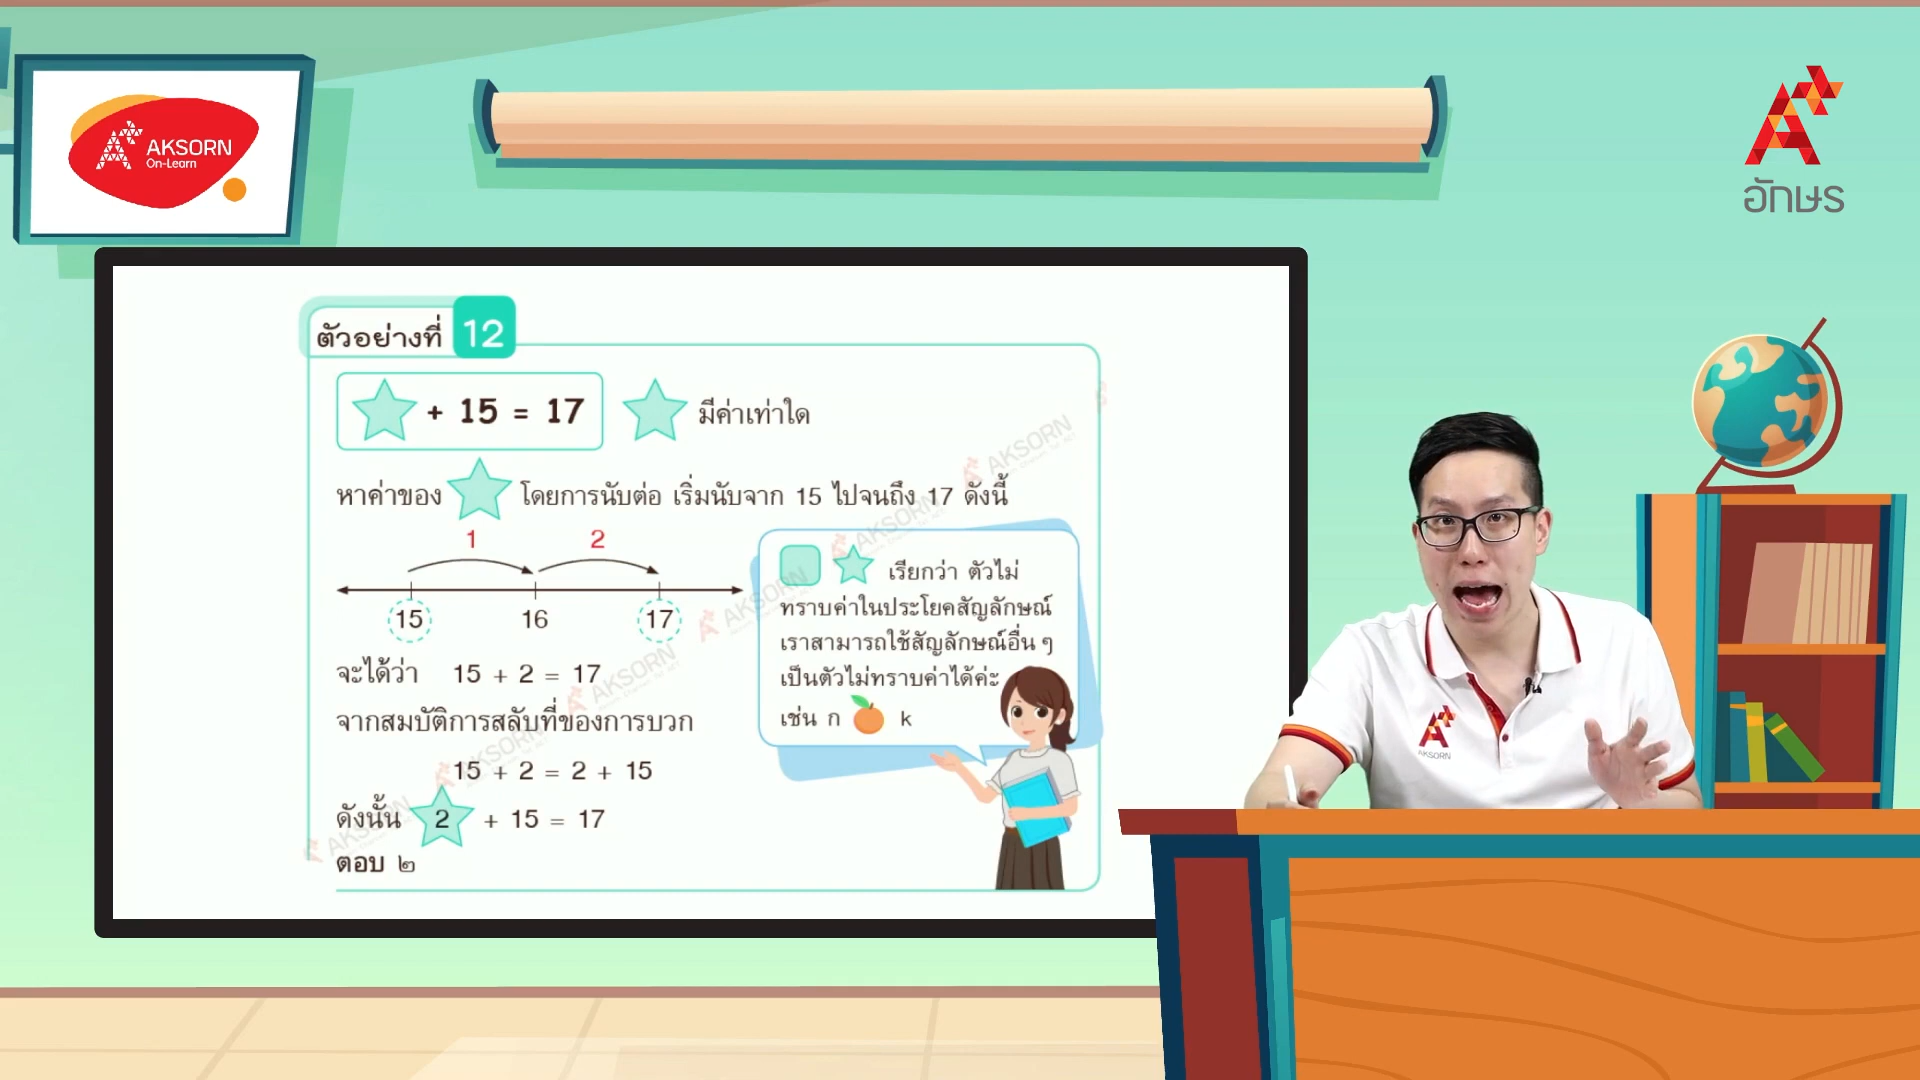 AKSORN
On-Learn
อักษร
ตัวอย่างที่ 12
+ 15 = 17 มีค่าเท่าใด
หาค่าของ โดยการนับต่อ เริ่มนับจาก 15 ไปจนถึง 17 ดังนี้
1 2
15 16 17
จะได้ว่า 15 + 2 = 17
จากสมบัติการสลับที่ของการบวก
15 + 2 = 2 + 15
ดังนั้น 2 + 15 = 17
ตอบ ๒
เรียกว่า ตัวไม่
ทราบค่าในประโยคสัญลักษณ์
เราสามารถใช้สัญลักษณ์อื่น ๆ
เป็นตัวไม่ทราบค่าได้ค่ะ
เช่น ก k
AKSORN
AKSORN
AKSORN
AKSORN
AKSORN
AKSORN
AKSORN